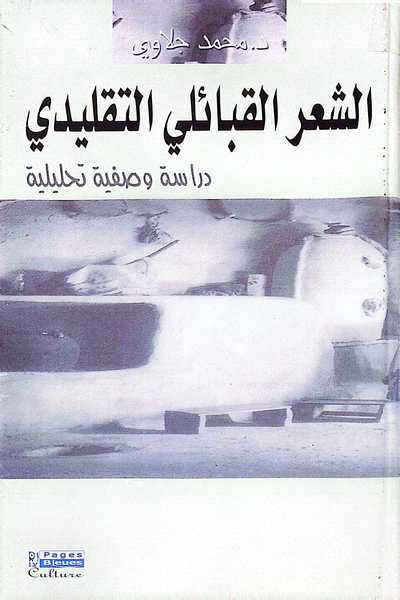 د. محمد جلاوي
الشعر القبائلي التقليدي
دراسة وصفية تحليلية
Pages
Bleues
Culture